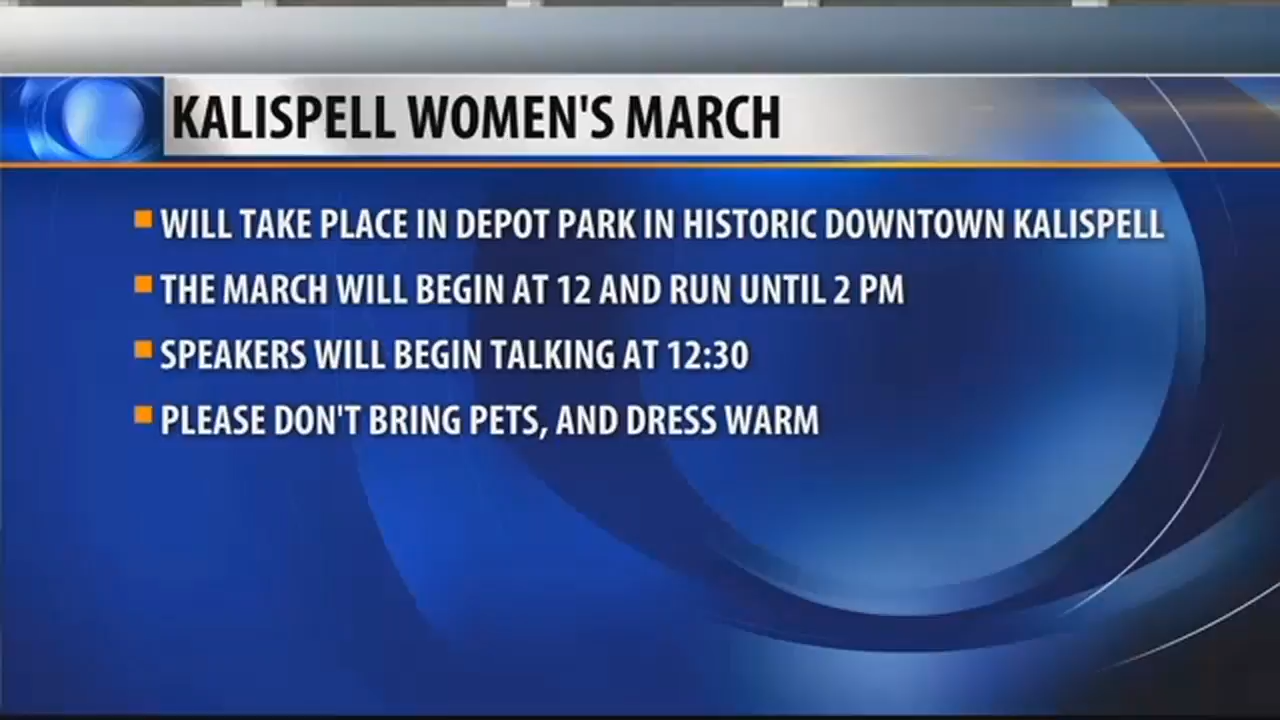 KALISPELL WOMEN'S MARCH
WILL TAKE PLACE IN DEPOT PARK IN HISTORIC DOWNTOWN KALISPELL
THE MARCH WILL BEGIN AT 12 AND RUN UNTIL 2 PM
SPEAKERS WILL BEGIN TALKING AT 12:30
PLEASE DON'T BRING PETS, AND DRESS WARM